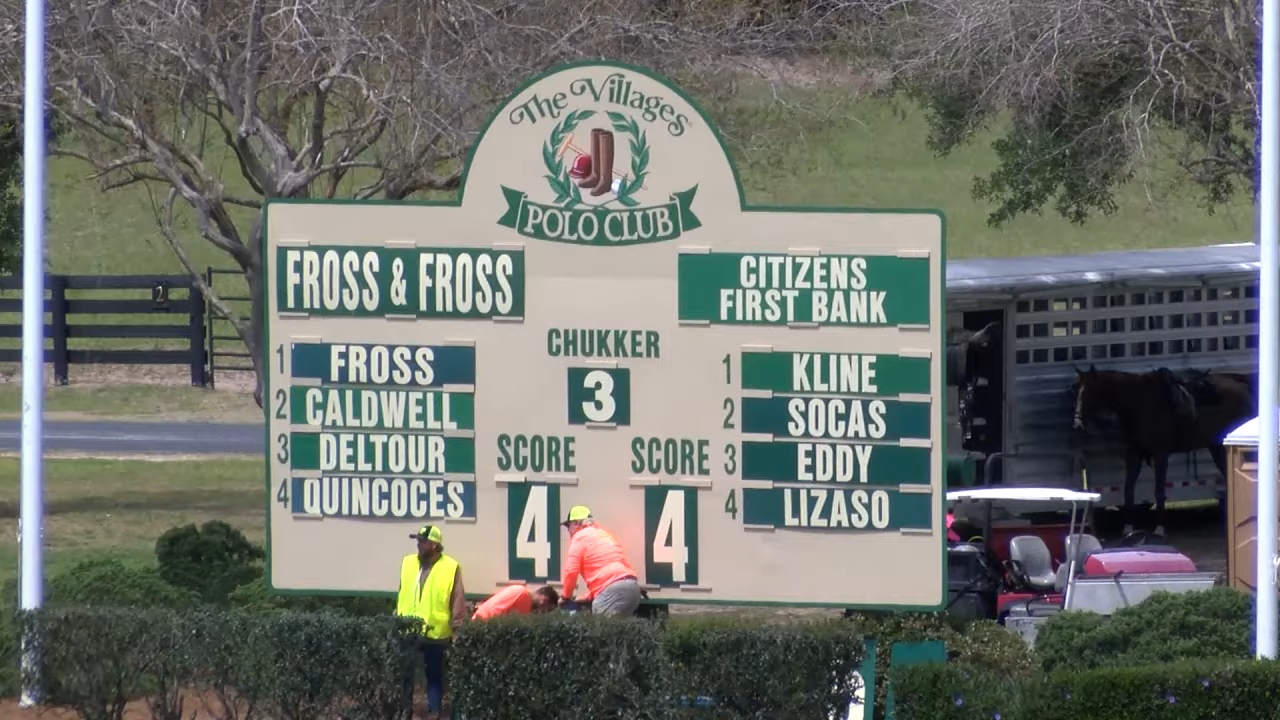 The Villages
POLO CLUB
FROSS & FROSS
CITIZENS
FIRST BANK
CHUKKER
3
1 FROSS
2 CALDWELL
3 DELTOUR
4 QUINCOCES
1 KLINE
2 SOCAS
3 EDDY
4 LIZASO
SCORE
4
SCORE
4
2